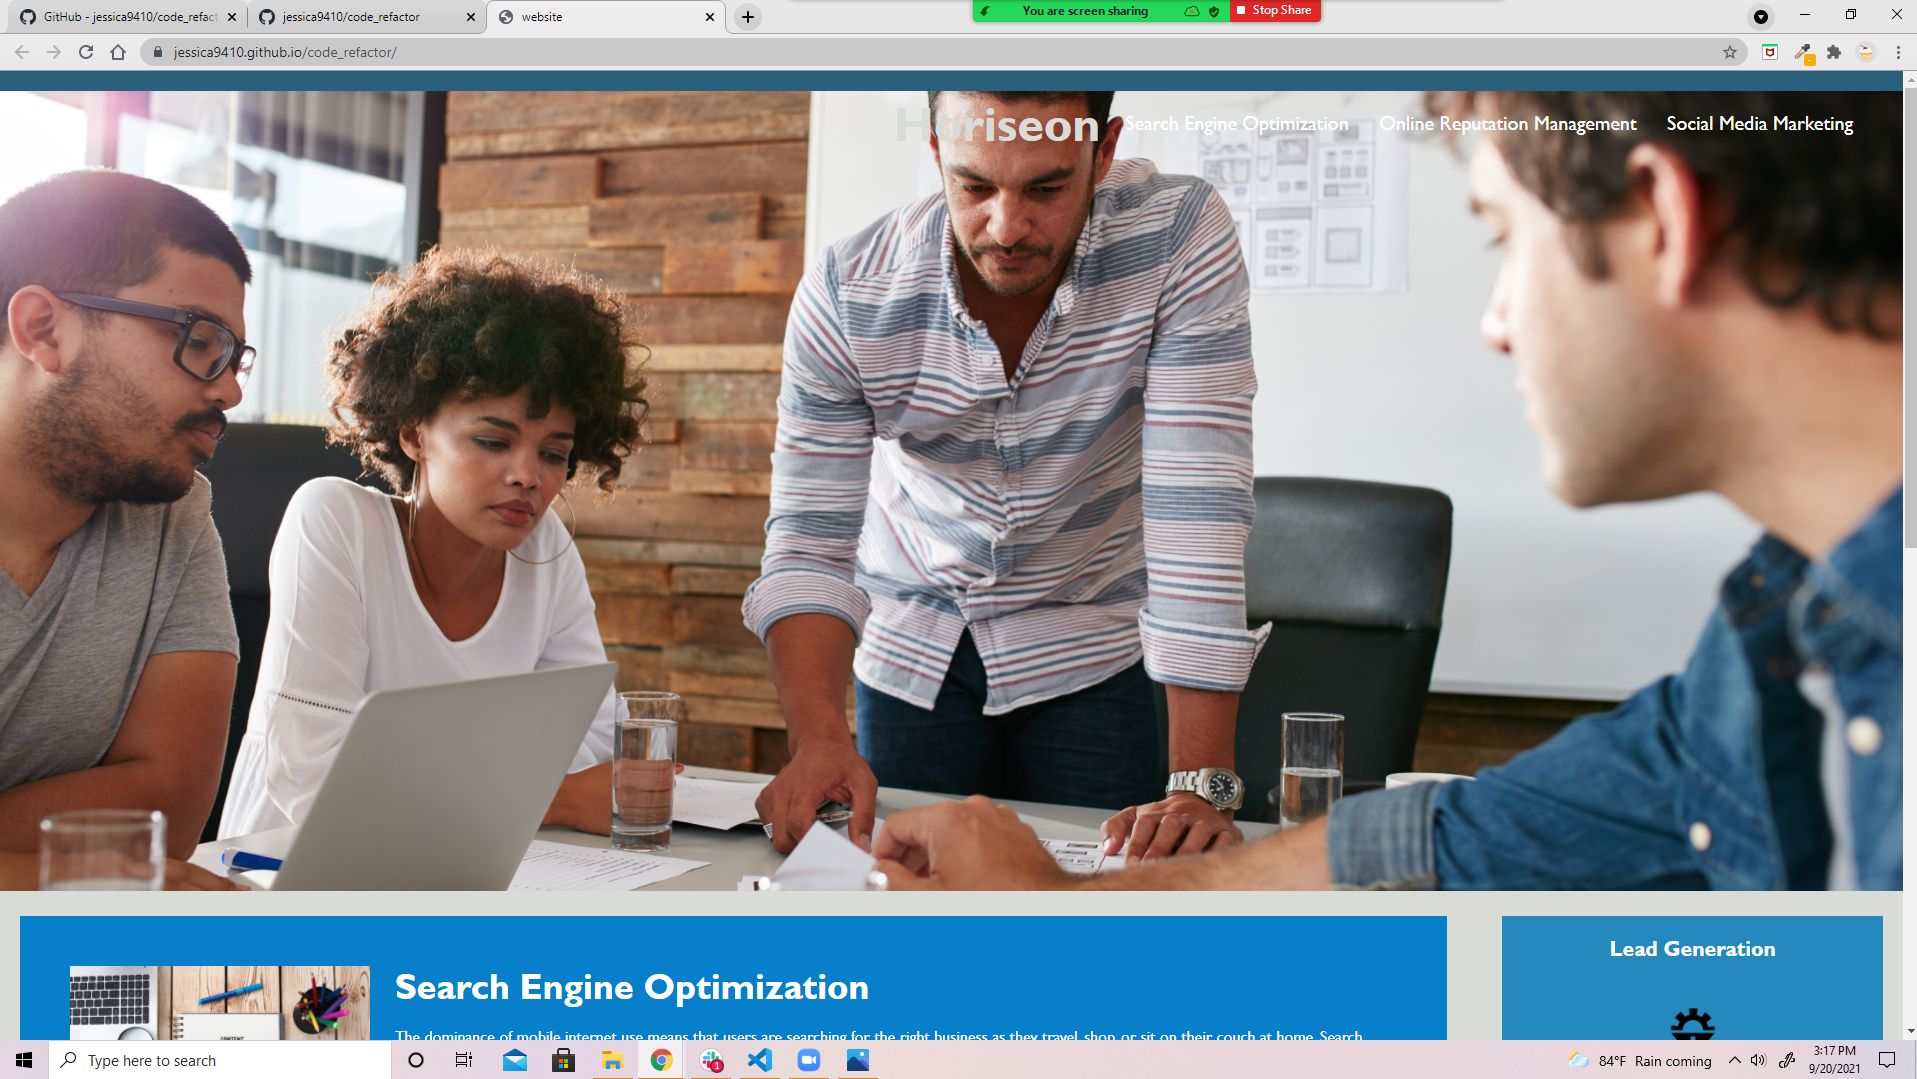 GitHub - jessica9410/code_refact
jessica9410/code_refactor
website
You are screen sharing
Stop Share
jessica9410.github.io/code_refactor/
Horiseon
Search Engine Optimization
Online Reputation Management
Social Media Marketing
Search Engine Optimization
The dominance of mobile internet use means that users are searching for the right business as they travel, shop, or sit on their couch at home. Search
Lead Generation
CONTENT
Type here to search
1
84°F Rain coming
3:17 PM
9/20/2021